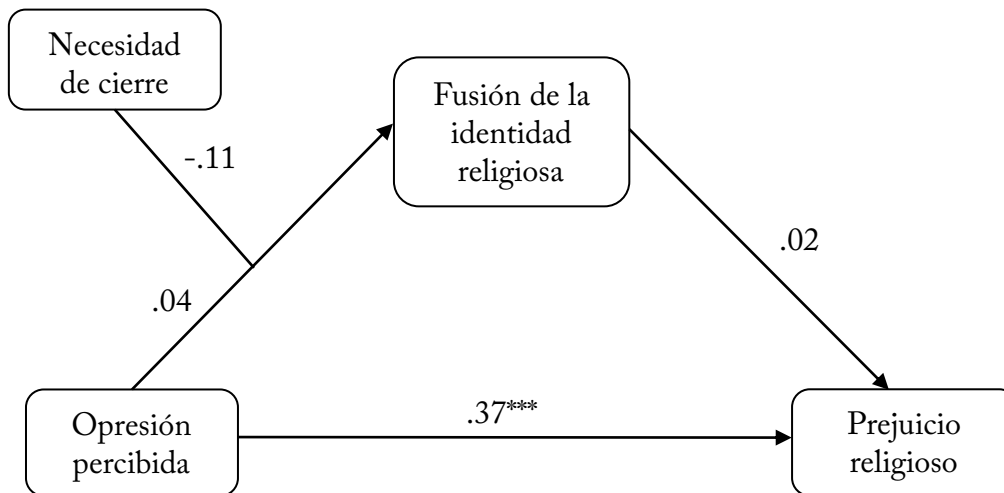 Necesidad
de cierre
Fusión de la
identidad
religiosa
-.11
.02
.04
.37***
Opresión
percibida
Prejuicio
religioso